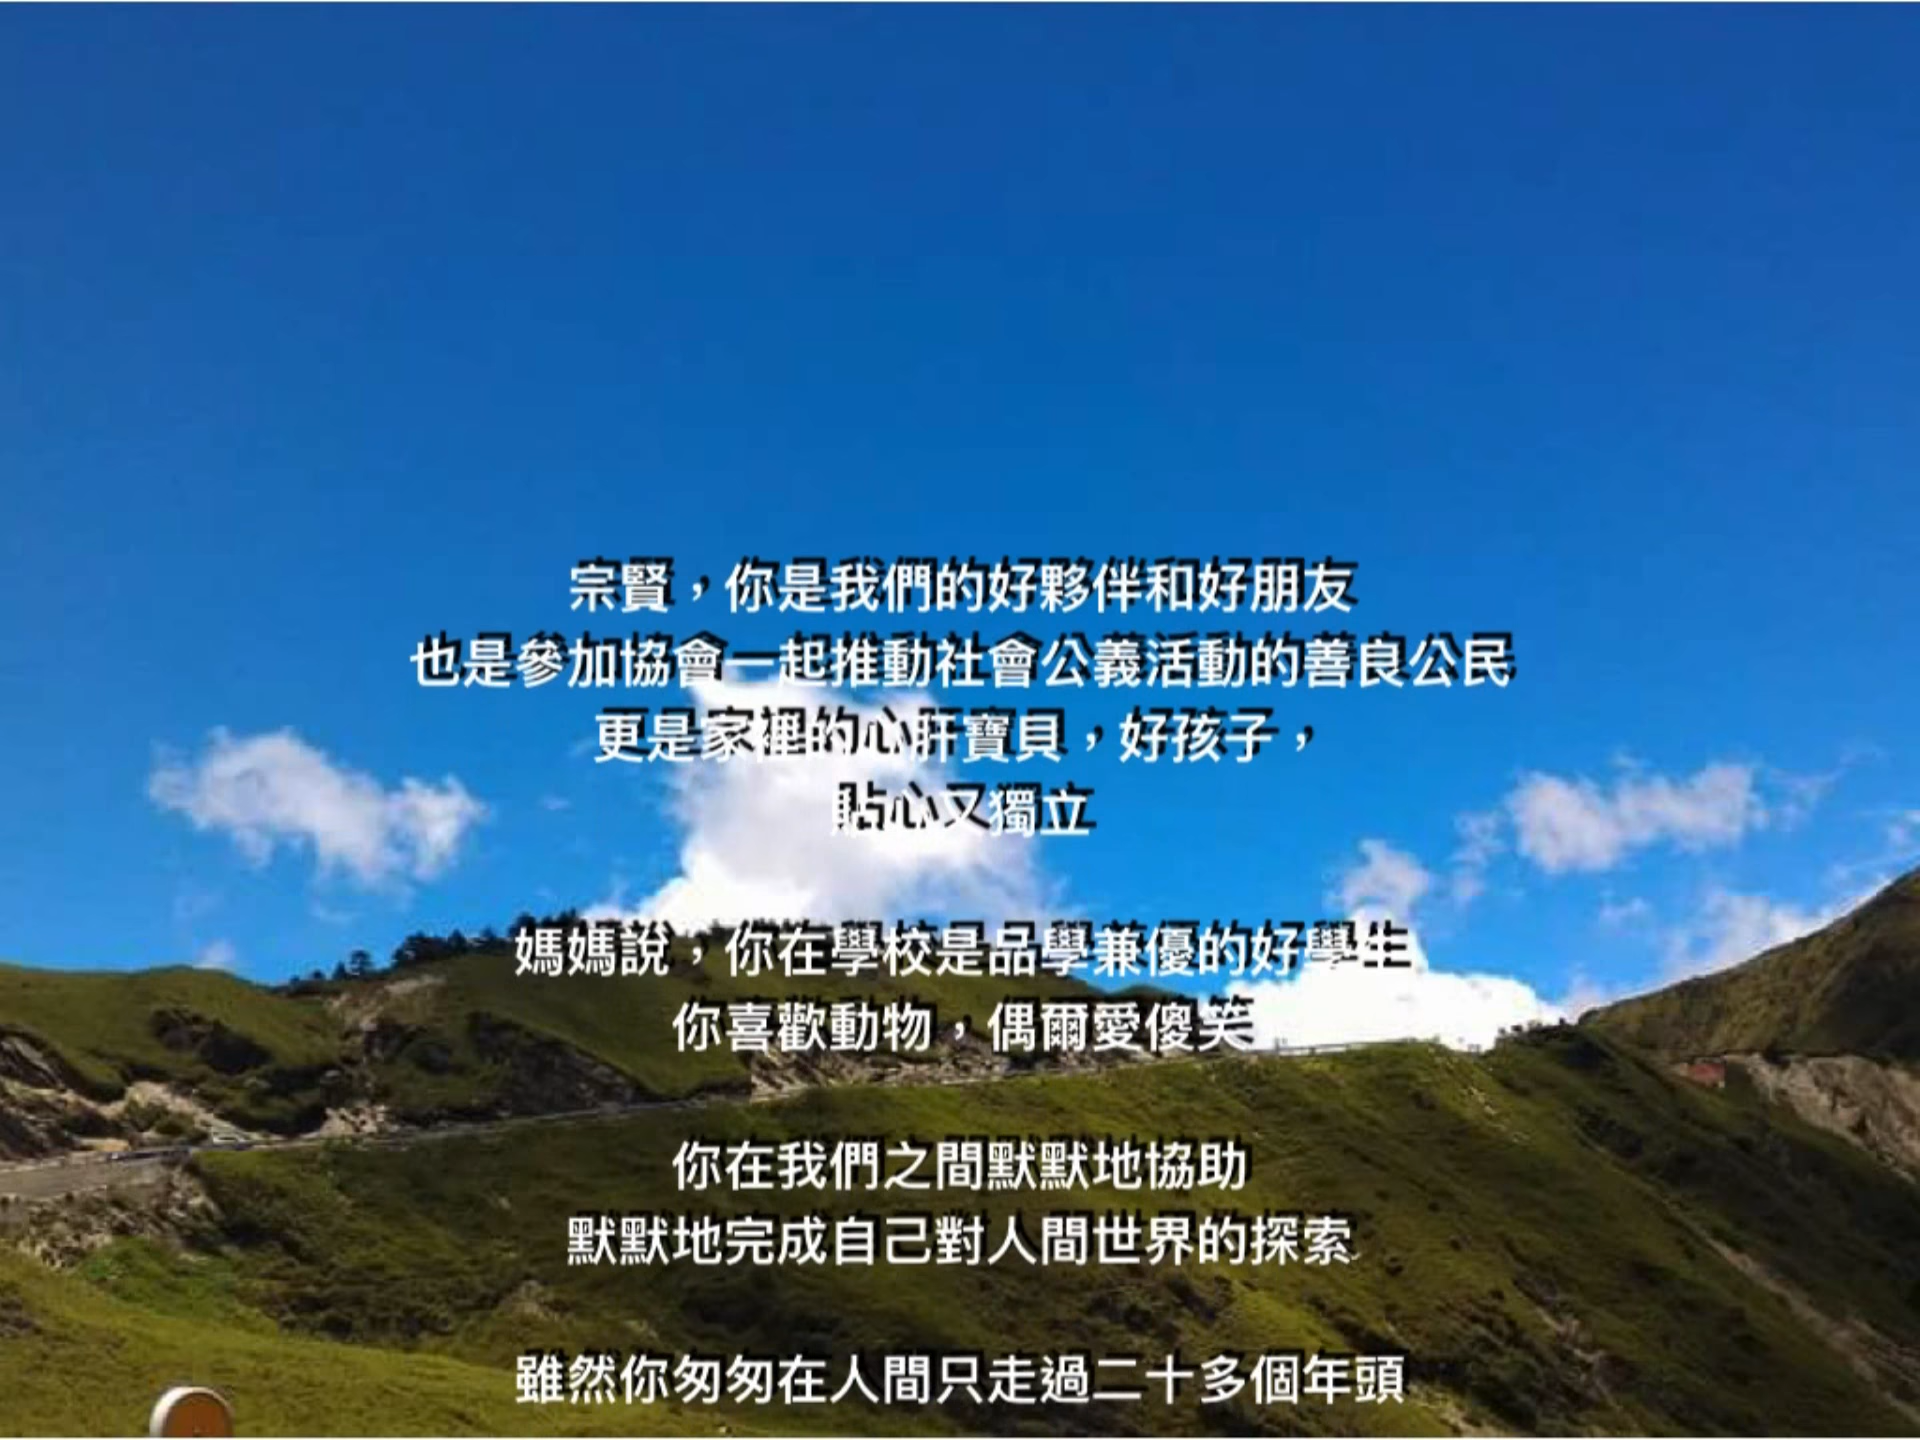 宗賢，你是我們的好夥伴和好朋友
也是參加協會一起推動社會公義活動的善良公民
更是家裡的心肝寶貝，好孩子，
貼心又獨立
媽媽說，你在學校是品學兼優的好學生
你喜歡動物，偶爾愛傻笑
你在我們之間默默地協助
默默地完成自己對人間世界的探索
雖然你匆匆在人間只走過二十多個年頭